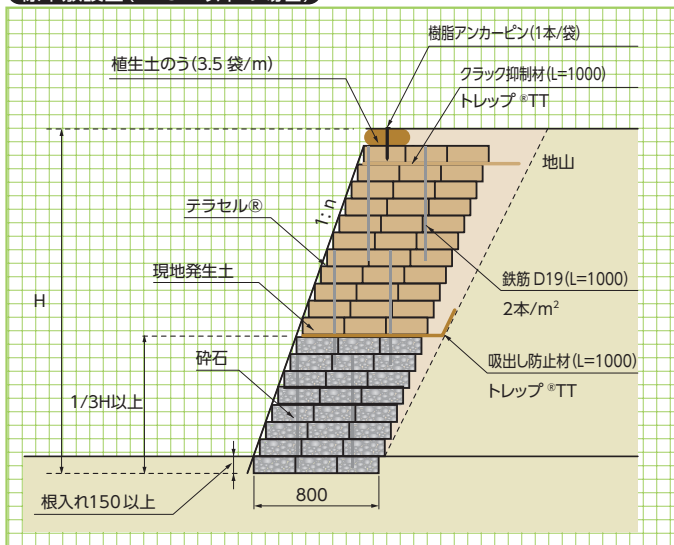 樹脂アンカーピン(1本/袋)
植生土のう(3.5 袋/m)
クラック抑制材(L=1000)
トレップ®TT
地山
1:n
テラセル®
現地発生土
鉄筋 D19(L=1000)
2本/m²
H
砕石
吸出し防止材(L=1000)
トレップ®TT
1/3H以上
根入れ150以上
800